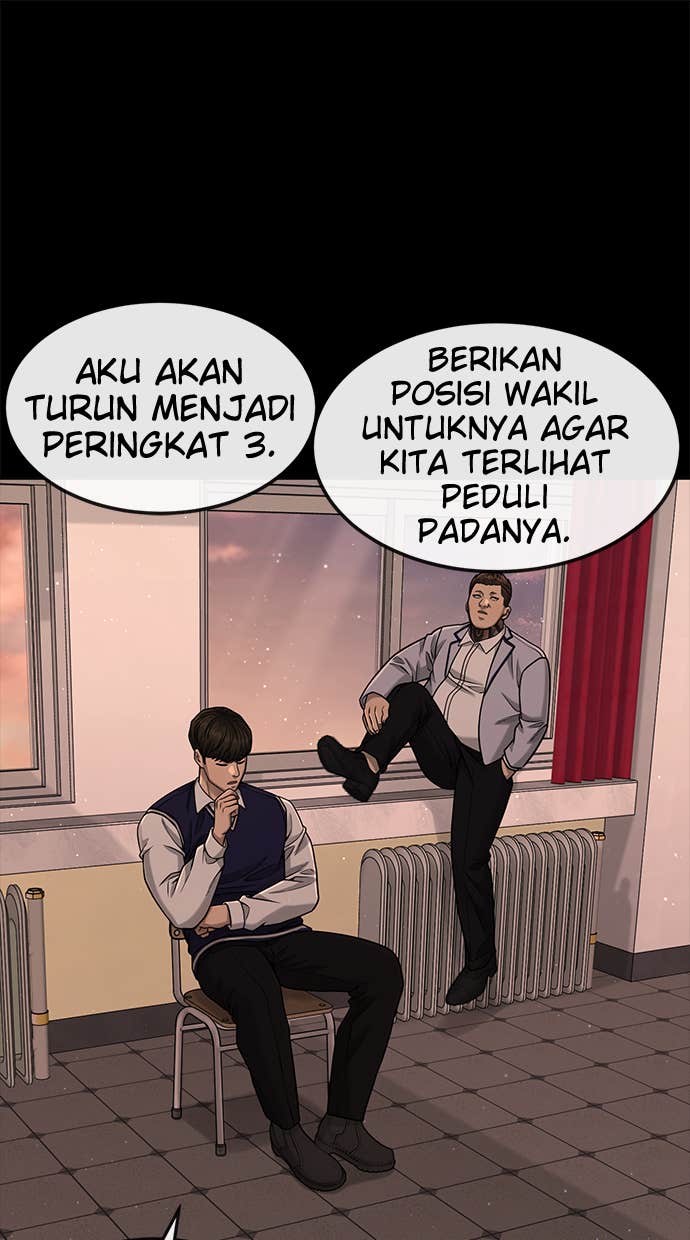 AKU AKAN
TURUN MENJADI
PERINGKAT 3.
BERIKAN
POSISI WAKIL
UNTUKNYA AGAR
KITA TERLIHAT
PEDULI
PADANYA.